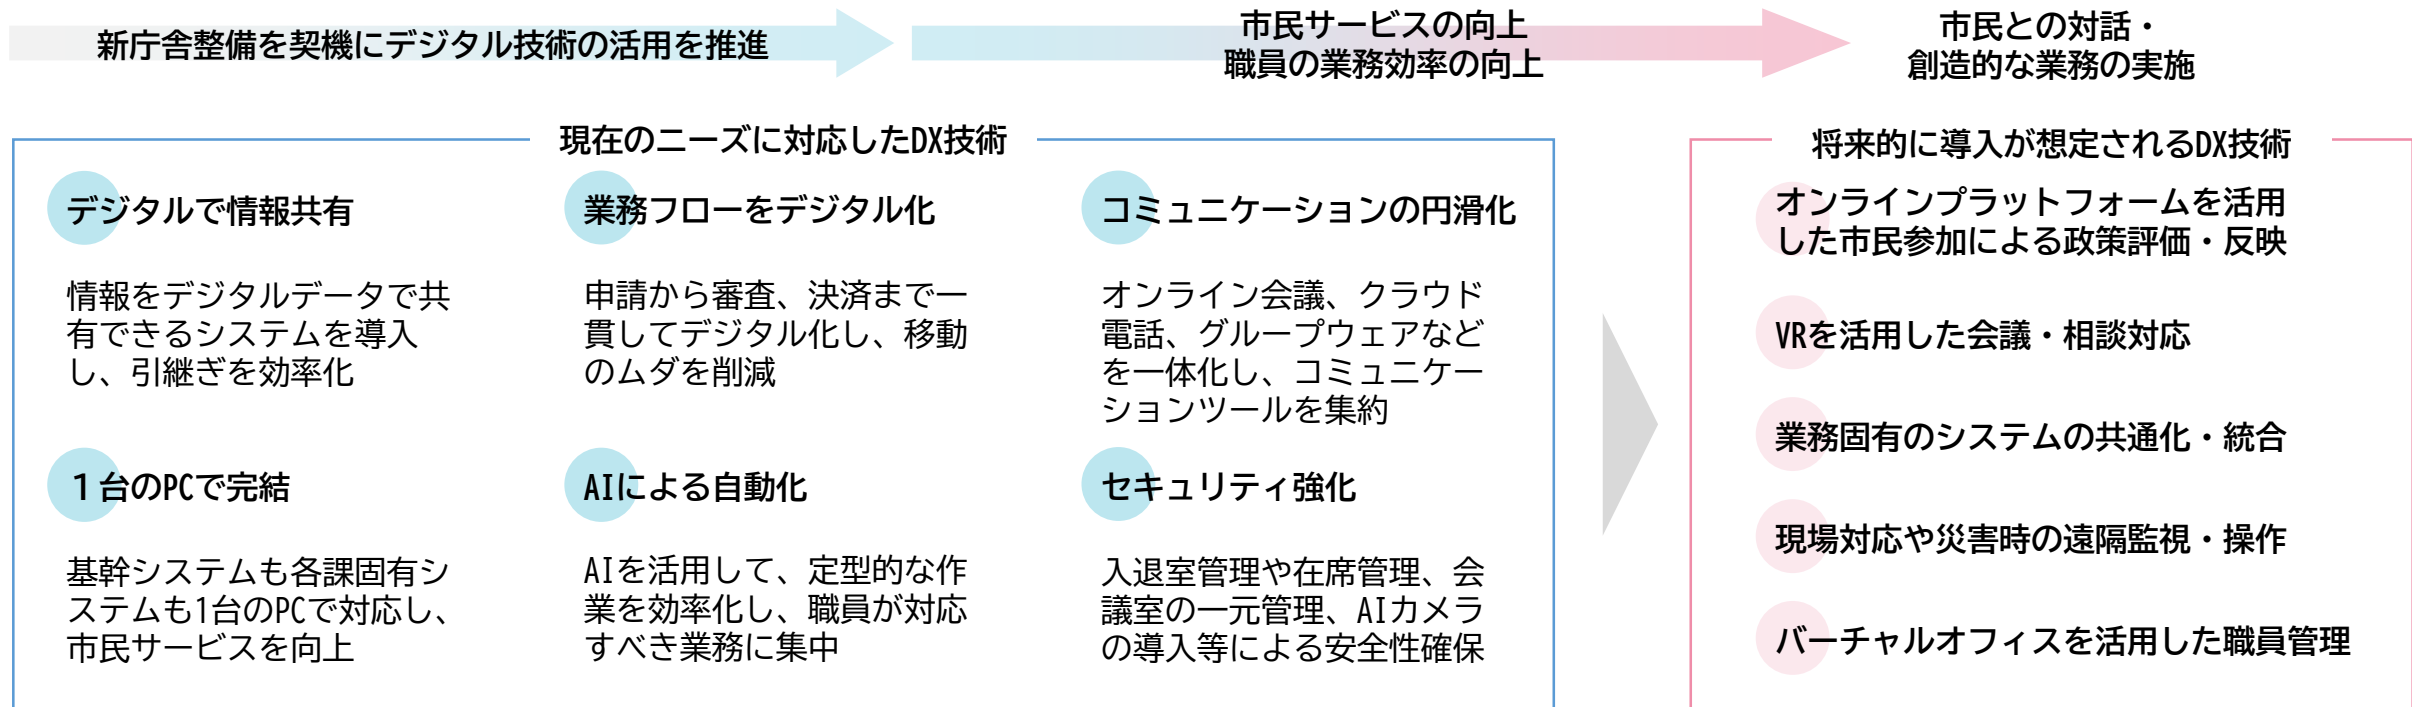 新庁舎整備を契機にデジタル技術の活用を推進
市民サービスの向上
職員の業務効率の向上
市民との対話・
創造的な業務の実施
現在のニーズに対応したDX技術
デジタルで情報共有
情報をデジタルデータで共
有できるシステムを導入
し、引継ぎを効率化
業務フローをデジタル化
申請から審査、決済まで一
貫してデジタル化し、移動
のムダを削減
コミュニケーションの円滑化
オンライン会議、クラウド
電話、グループウェアなど
を一体化し、コミュニケー
ションツールを集約
１台のPCで完結
基幹システムも各課固有シ
ステムも1台のPCで対応し、
市民サービスを向上
AIによる自動化
AIを活用して、定型的な作
業を効率化し、職員が対応
すべき業務に集中
セキュリティ強化
入退室管理や在席管理、会
議室の一元管理、AIカメラ
の導入等による安全性確保
将来的に導入が想定されるDX技術
オンラインプラットフォームを活用
した市民参加による政策評価・反映
VRを活用した会議・相談対応
業務固有のシステムの共通化・統合
現場対応や災害時の遠隔監視・操作
バーチャルオフィスを活用した職員管理